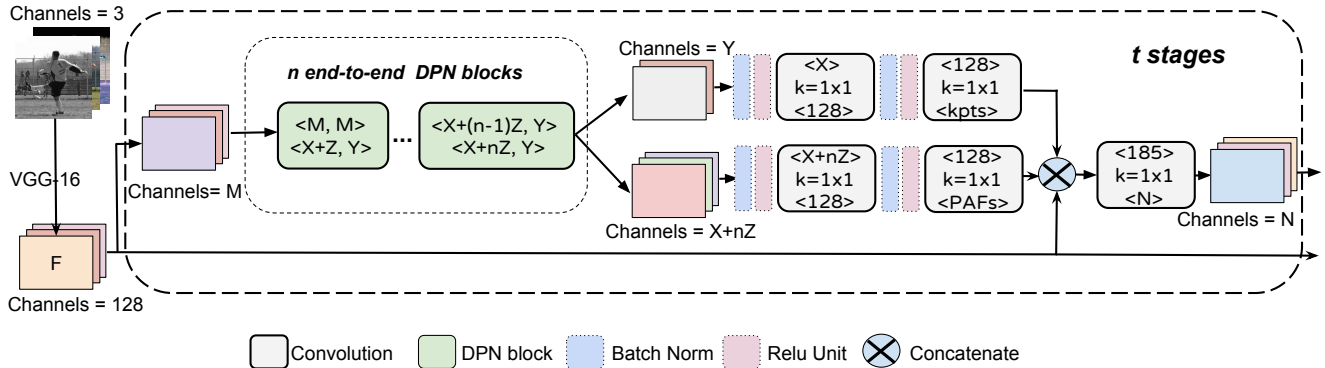 Channels = 3
n end-to-end DPN blocks
Channels = Y
t stages
<M, M>
<X+Z, Y>
...
<X+(n-1)Z, Y>
<X+nZ, Y>
<X>
k=1x1
<128>
<128>
k=1x1
<kpts>
<X+nZ>
k=1x1
<128>
<128>
k=1x1
<PAFs>
<185>
k=1x1
<N>
VGG-16
Channels= M
Channels = X+nZ
Channels = N
F
Channels = 128
Convolution
DPN block
Batch Norm
Relu Unit
Concatenate